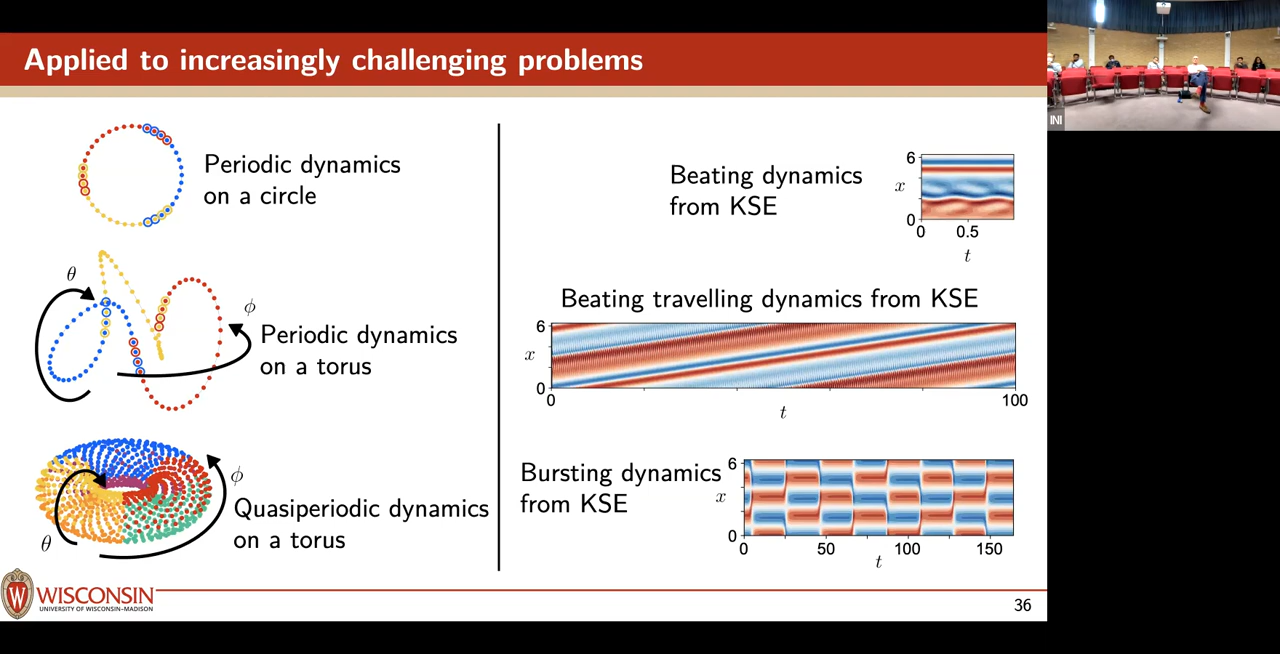 Applied to increasingly challenging problems
INI
Periodic dynamics
on a circle
θ
ϕ
Periodic dynamics
on a torus
ϕ
Quasiperiodic dynamics
on a torus
θ
Beating dynamics
from KSE
6
x
0
0 0.5
t
Beating travelling dynamics from KSE
6
x
0
0 100
t
Bursting dynamics
from KSE
6
x
0
0 50 100 150
t
W
WISCONSIN
UNIVERSITY OF WISCONSIN–MADISON
36